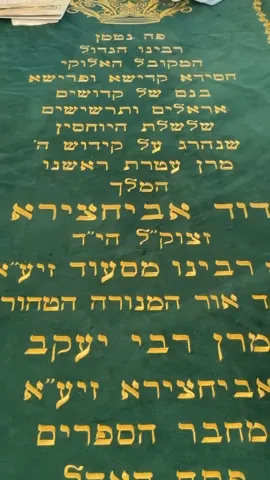 פה נטמן
רבינו הגדול
המקובל האלוקי
חסידא קדישא ופרישא
בנם של קדושים
אראלים ותרשישים
שלשלת היוחסין
שנהרג על קידוש ה'
מרן עטרת ראשנו
המלך
דוד אביחצירא
זצוק"ל הי"ד
רבינו מסעוד זיע"א
אור המנורה הטהור
מרן רבי יעקב
אביחצירא זיע"א
מחבר הספרים